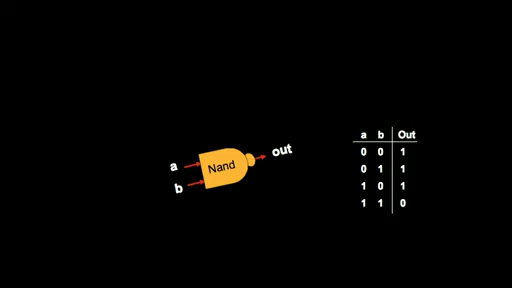 a
b
Nand
out
a b Out
0 0 1
0 1 1
1 0 1
1 1 0